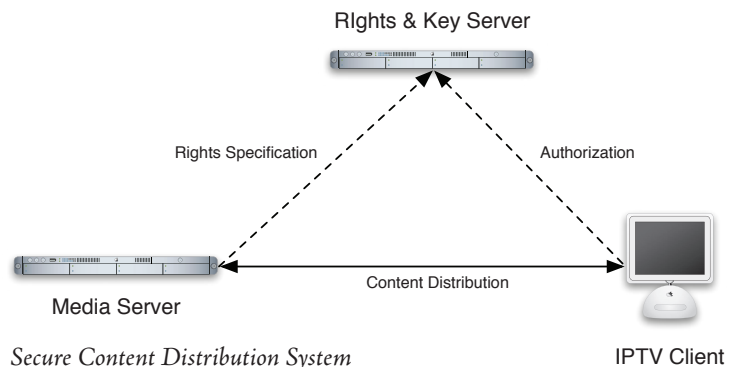 RIghts & Key Server
Rights Specification
Authorization
Content Distribution
Media Server
Secure Content Distribution System
IPTV Client